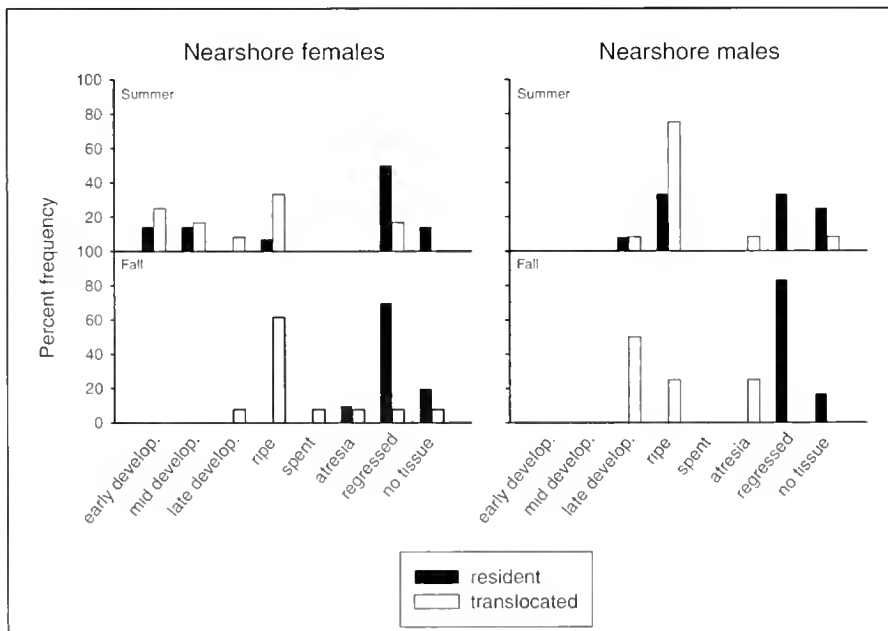 Nearshore females
Nearshore males
100
Summer
Summer
80
60
40
20
100
Fall
Fall
80
60
40
20
0
Percent frequency
early develop.
mid develop.
late develop.
ripe
spent
atresia
regressed
no tissue
early develop.
mid develop.
late develop.
ripe
spent
atresia
regressed
no tissue
resident
translocated